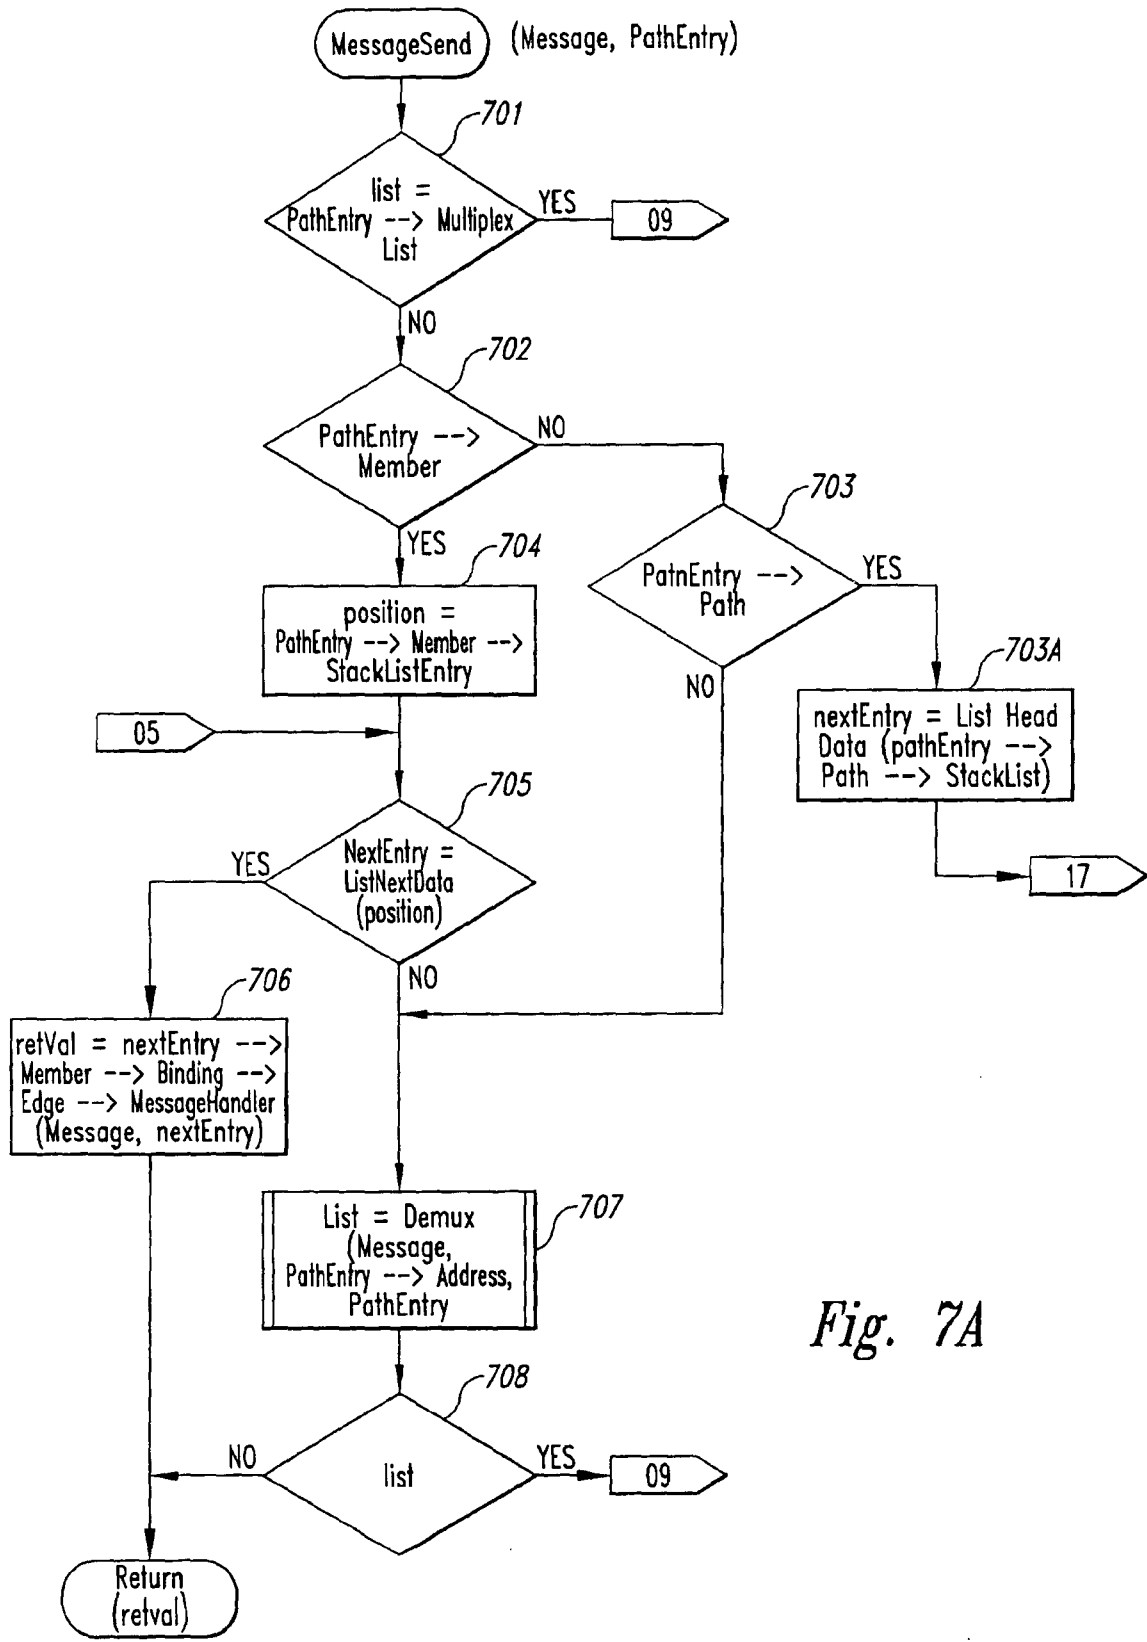 MessageSend (Message, PathEntry)
701
list =
PathEntry --> Multiplex
List
YES
09
NO
702
PathEntry -->
Member
NO
YES
703
PatnEntry -->
Path
YES
NO
704
position =
PathEntry --> Member -->
StackListEntry
703A
nextEntry = List Head
Data (pathEntry -->
Path --> StackList)
05
17
705
NextEntry =
ListNextData
(position)
YES
NO
706
retVal = nextEntry -->
Member --> Binding -->
Edge --> MessageHandler
(Message, nextEntry)
707
List = Demux
(Message,
PathEntry --> Address,
PathEntry
708
list
NO
YES
09
Return
(retval)
Fig. 7A